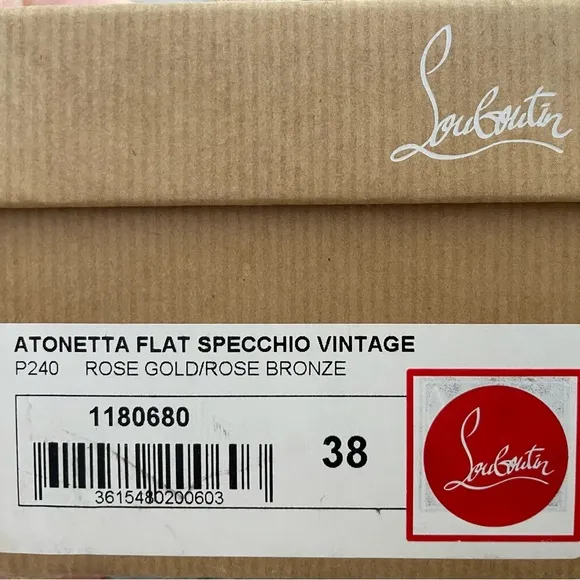 Louboutin
ATONETTA FLAT SPECCHIO VINTAGE
P240 ROSE GOLD/ROSE BRONZE
1180680
38
3615480200603
Louboutin